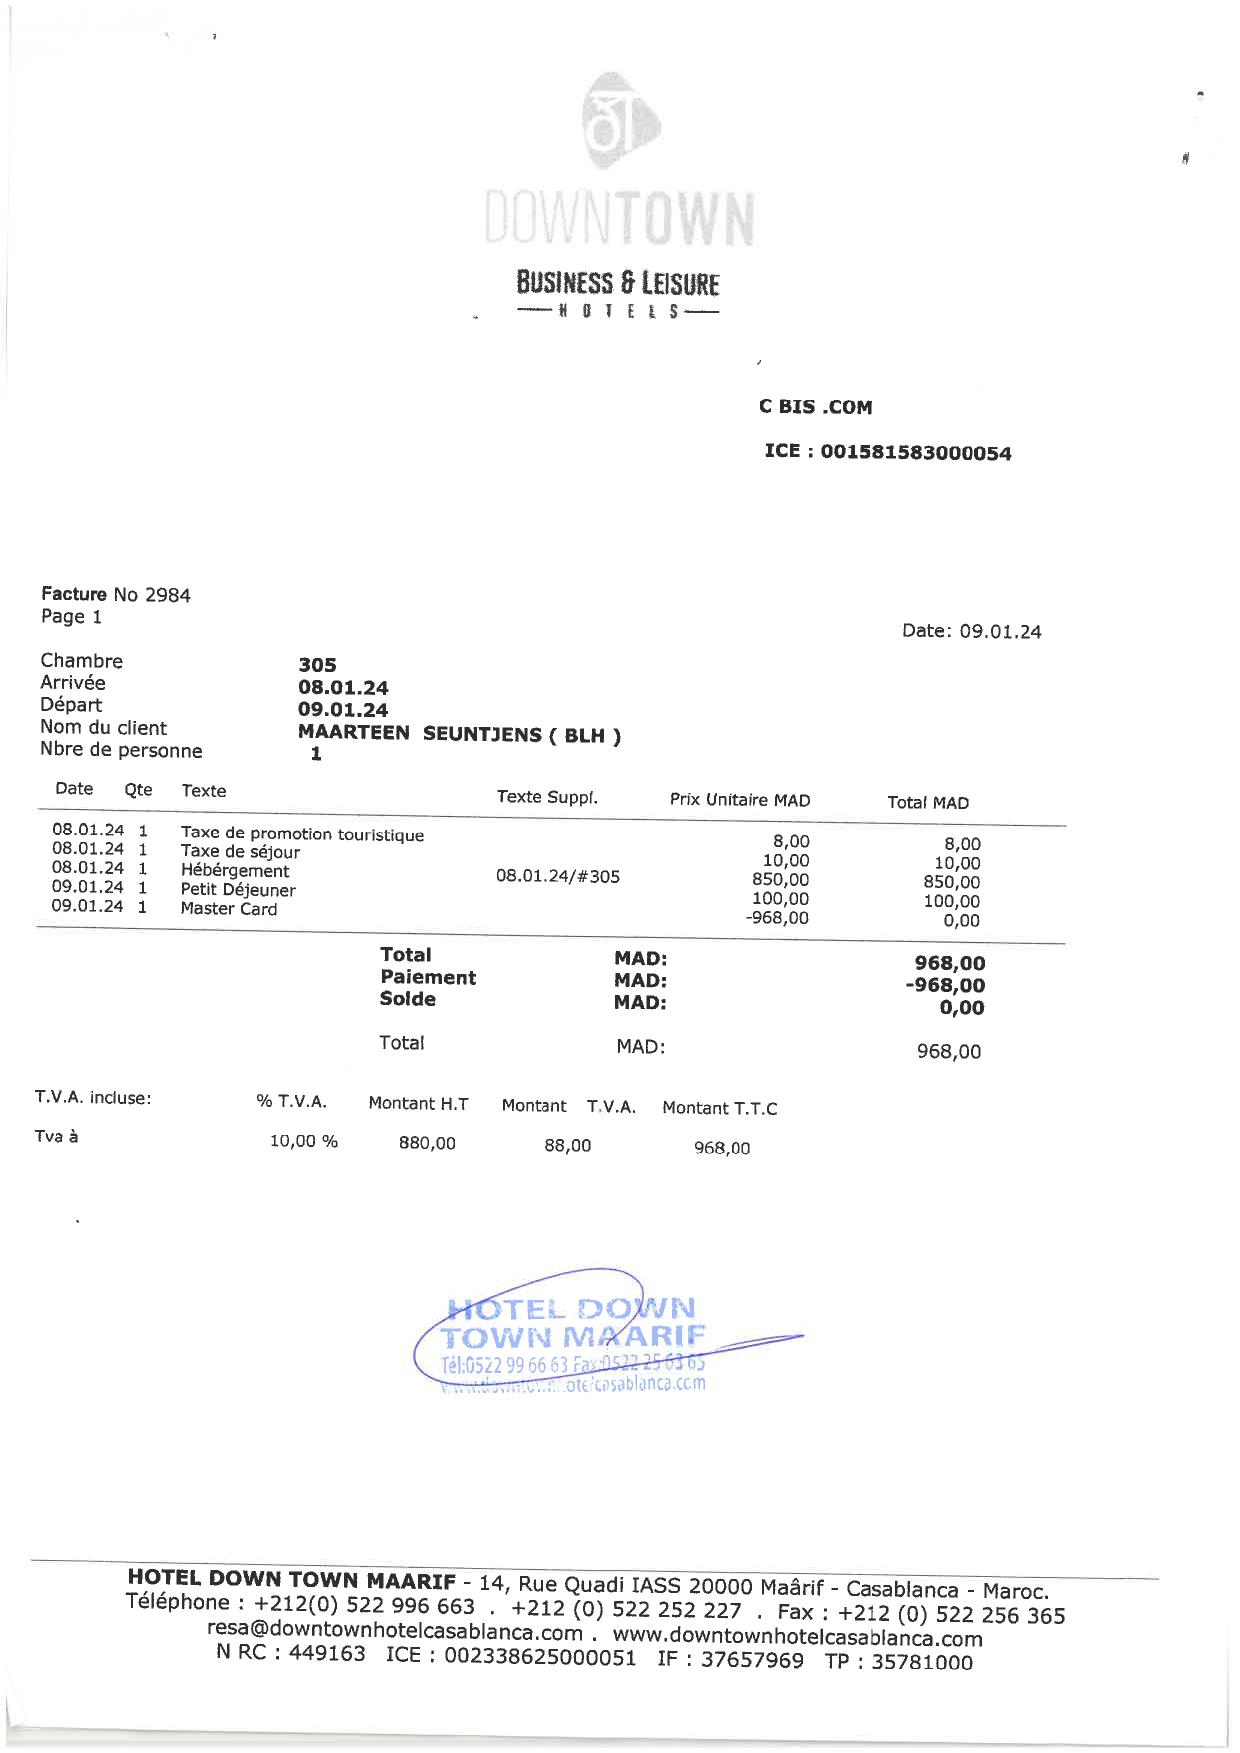 DOWNTOWN
BUSINESS & LEISURE
HOTELS
C BIS .COM
ICE : 001581583000054
Facture No 2984
Page 1
Date: 09.01.24
Chambre 305
Arrivée 08.01.24
Départ 09.01.24
Nom du client MAARTEEN SEUNTJENS ( BLH )
Nbre de personne 1
Date Qte Texte Texte Suppl. Prix Unitaire MAD Total MAD
08.01.24 1 Taxe de promotion touristique 8,00 8,00
08.01.24 1 Taxe de séjour 10,00 10,00
08.01.24 1 Hébérgement 08.01.24/#305 850,00 850,00
09.01.24 1 Petit Déjeuner 100,00 100,00
09.01.24 1 Master Card -968,00 0,00
Total MAD: 968,00
Paiement MAD: -968,00
Solde MAD: 0,00
Total MAD: 968,00
T.V.A. incluse: % T.V.A. Montant H.T Montant T.V.A. Montant T.T.C
Tva à 10,00 % 880,00 88,00 968,00
HOTEL DOWN
TOWN MAARIF
Tél:0522 99 66 63 Fax:0522 25 63 65
HOTEL DOWN TOWN MAARIF - 14, Rue Quadi IASS 20000 Maârif - Casablanca - Maroc.
Téléphone : +212(0) 522 996 663 . +212 (0) 522 252 227 . Fax : +212 (0) 522 256 365
resa@downtownhotelcasablanca.com . www.downtownhotelcasablanca.com
N RC : 449163 ICE : 002338625000051 IF : 37657969 TP : 35781000